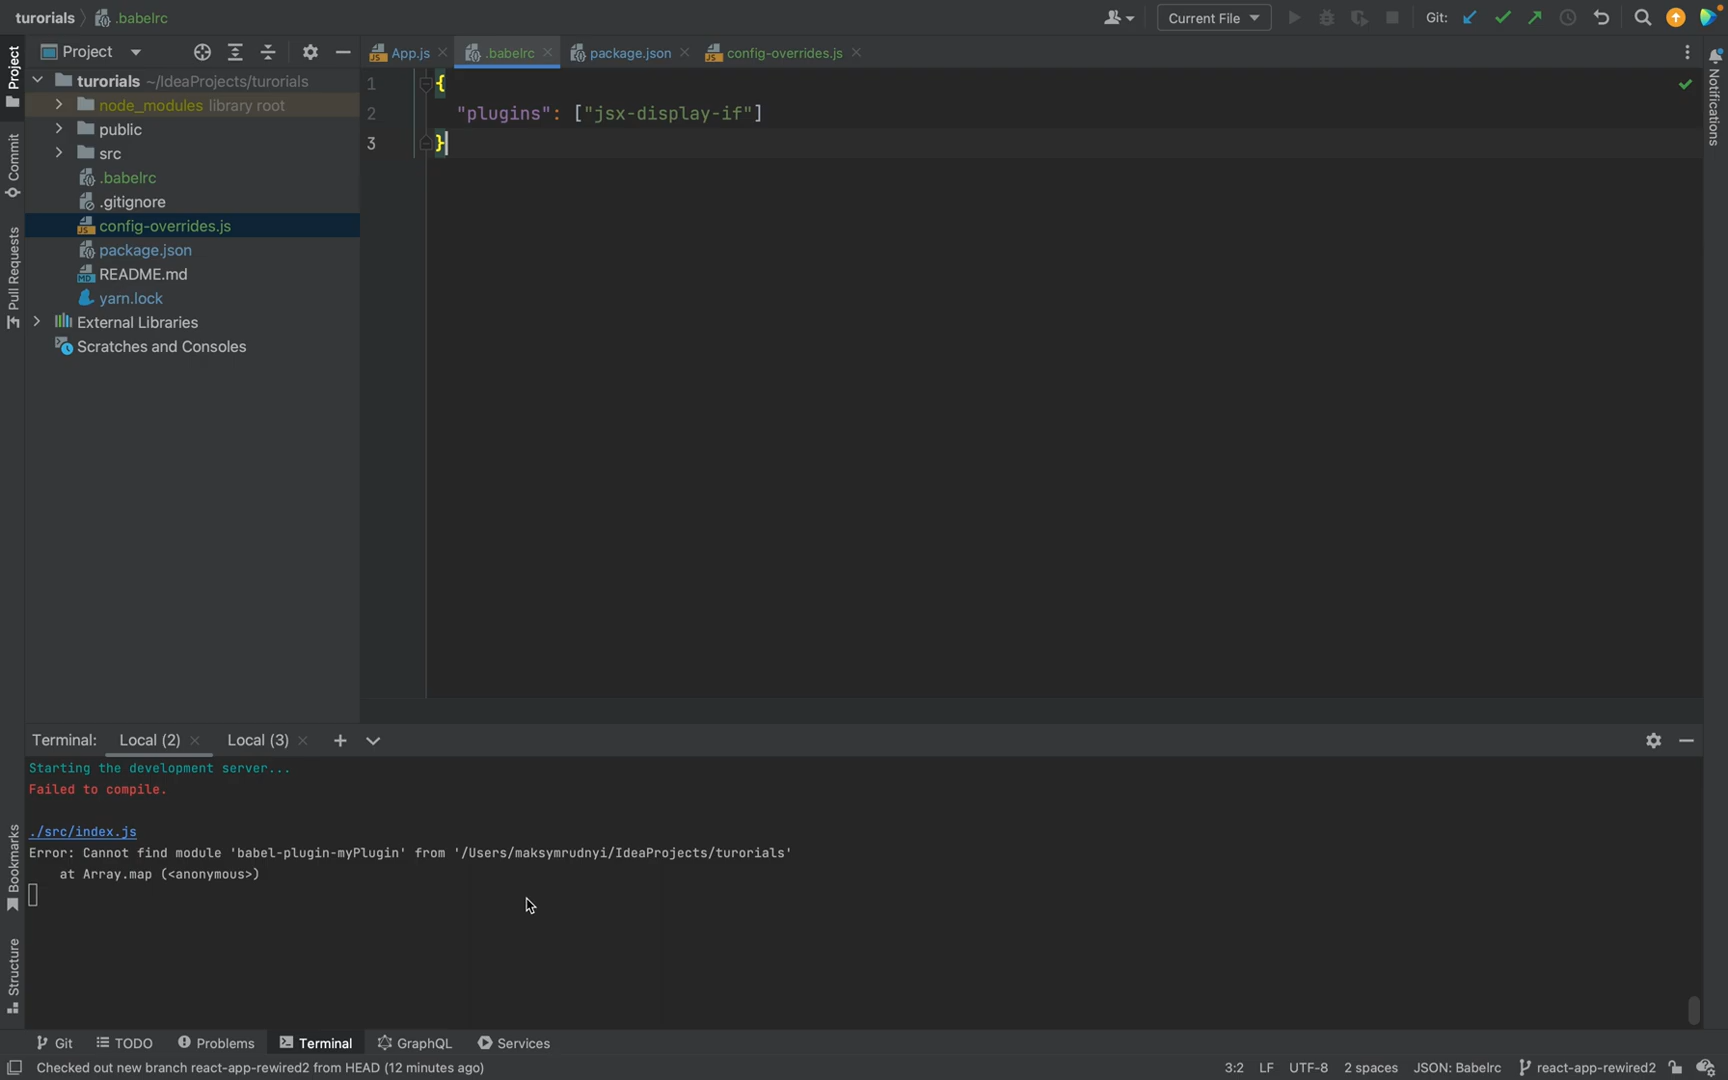 turorials
.babelrc
Current File
Git:
Project
App.js
.babelrc
package.json
config-overrides.js
Project
Commit
Pull Requests
Bookmarks
Structure
Notifications
turorials ~/IdeaProjects/turorials
node_modules library root
public
src
.babelrc
.gitignore
config-overrides.js
package.json
README.md
yarn.lock
External Libraries
Scratches and Consoles
1 {
2 "plugins": ["jsx-display-if"]
3 }
Terminal: Local (2) Local (3)
Starting the development server...
Failed to compile.
./src/index.js
Error: Cannot find module 'babel-plugin-myPlugin' from '/Users/maksymrudnyi/IdeaProjects/turorials'
at Array.map (<anonymous>)
Git TODO Problems Terminal GraphQL Services
Checked out new branch react-app-rewired2 from HEAD (12 minutes ago)
3:2 LF UTF-8 2 spaces JSON: Babelrc react-app-rewired2